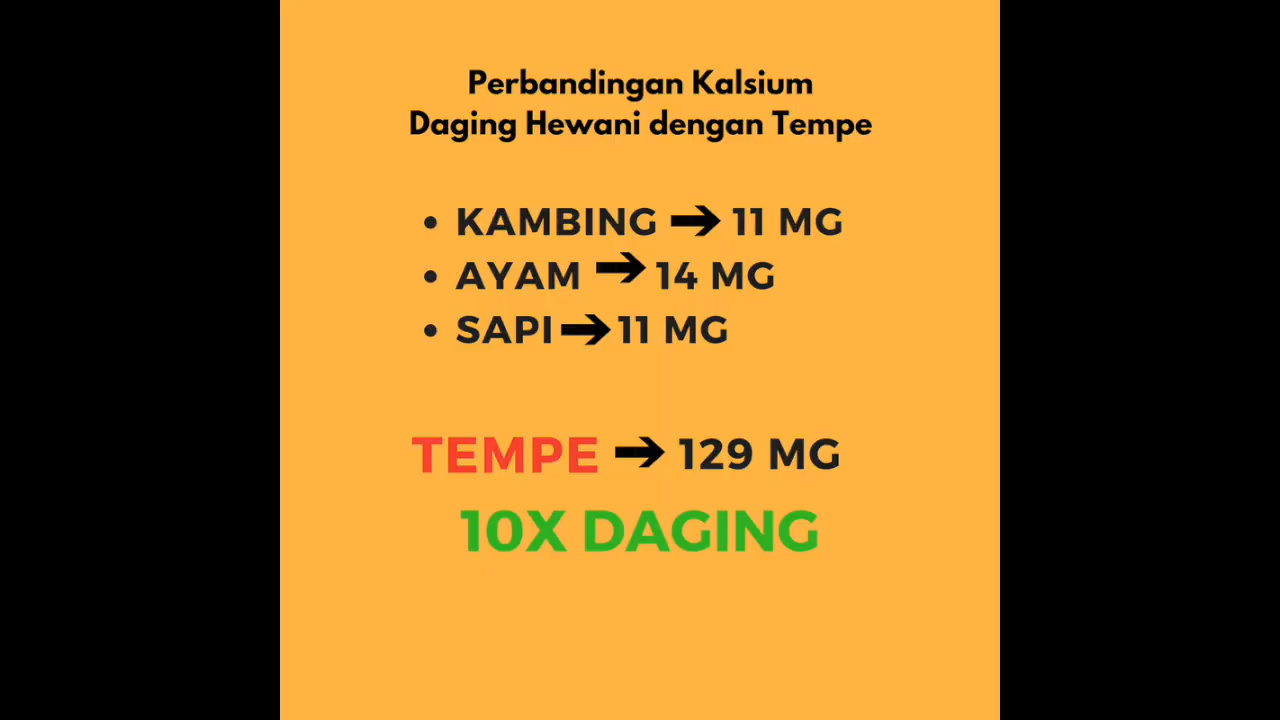 Perbandingan Kalsium
Daging Hewani dengan Tempe
• KAMBING ➔ 11 MG
• AYAM ➔ 14 MG
• SAPI ➔ 11 MG
TEMPE ➔ 129 MG
10X DAGING